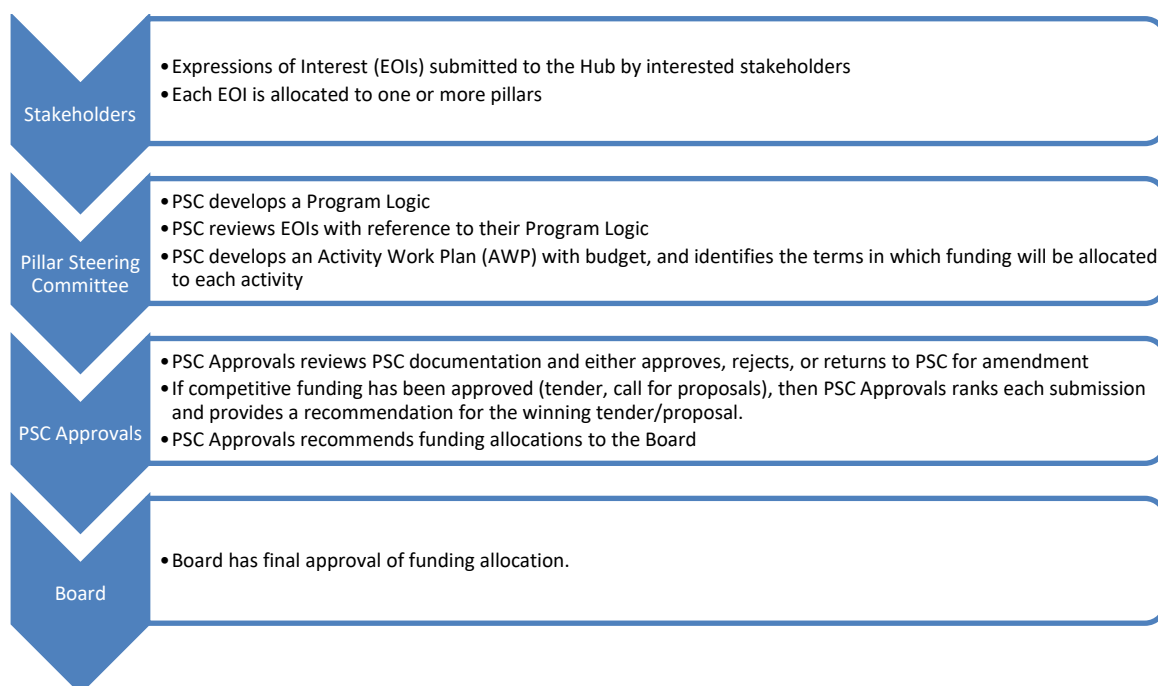 Stakeholders
•Expressions of Interest (EOIs) submitted to the Hub by interested stakeholders
•Each EOI is allocated to one or more pillars
Pillar Steering
Committee
•PSC develops a Program Logic
•PSC reviews EOIs with reference to their Program Logic
•PSC develops an Activity Work Plan (AWP) with budget, and identifies the terms in which funding will be allocated
to each activity
PSC Approvals
•PSC Approvals reviews PSC documentation and either approves, rejects, or returns to PSC for amendment
•If competitive funding has been approved (tender, call for proposals), then PSC Approvals ranks each submission
and provides a recommendation for the winning tender/proposal.
•PSC Approvals recommends funding allocations to the Board
Board
•Board has final approval of funding allocation.